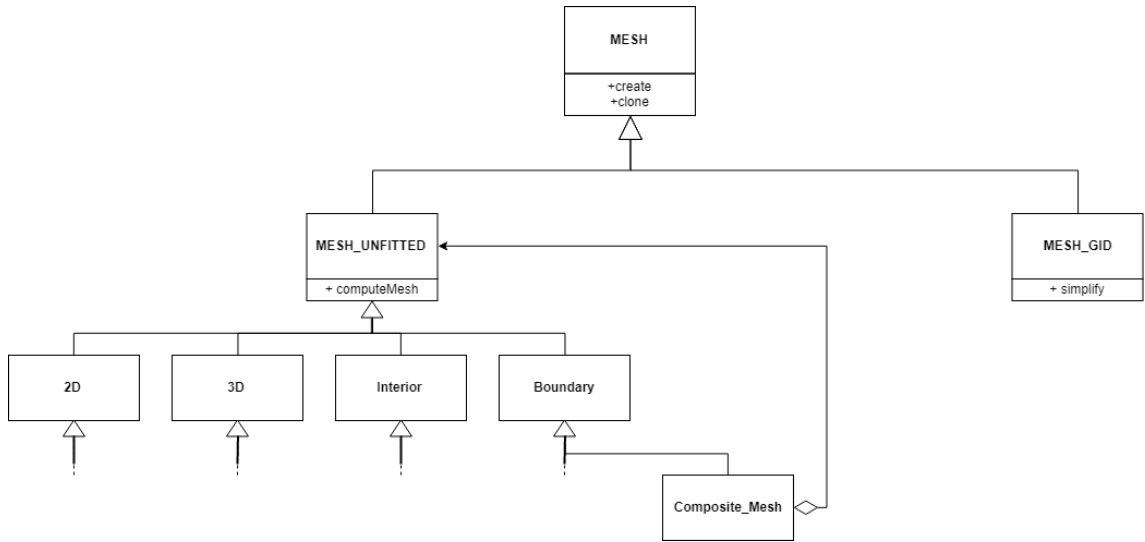 MESH
+create
+clone
MESH_UNFITTED
+ computeMesh
MESH_GID
+ simplify
2D
3D
Interior
Boundary
Composite_Mesh